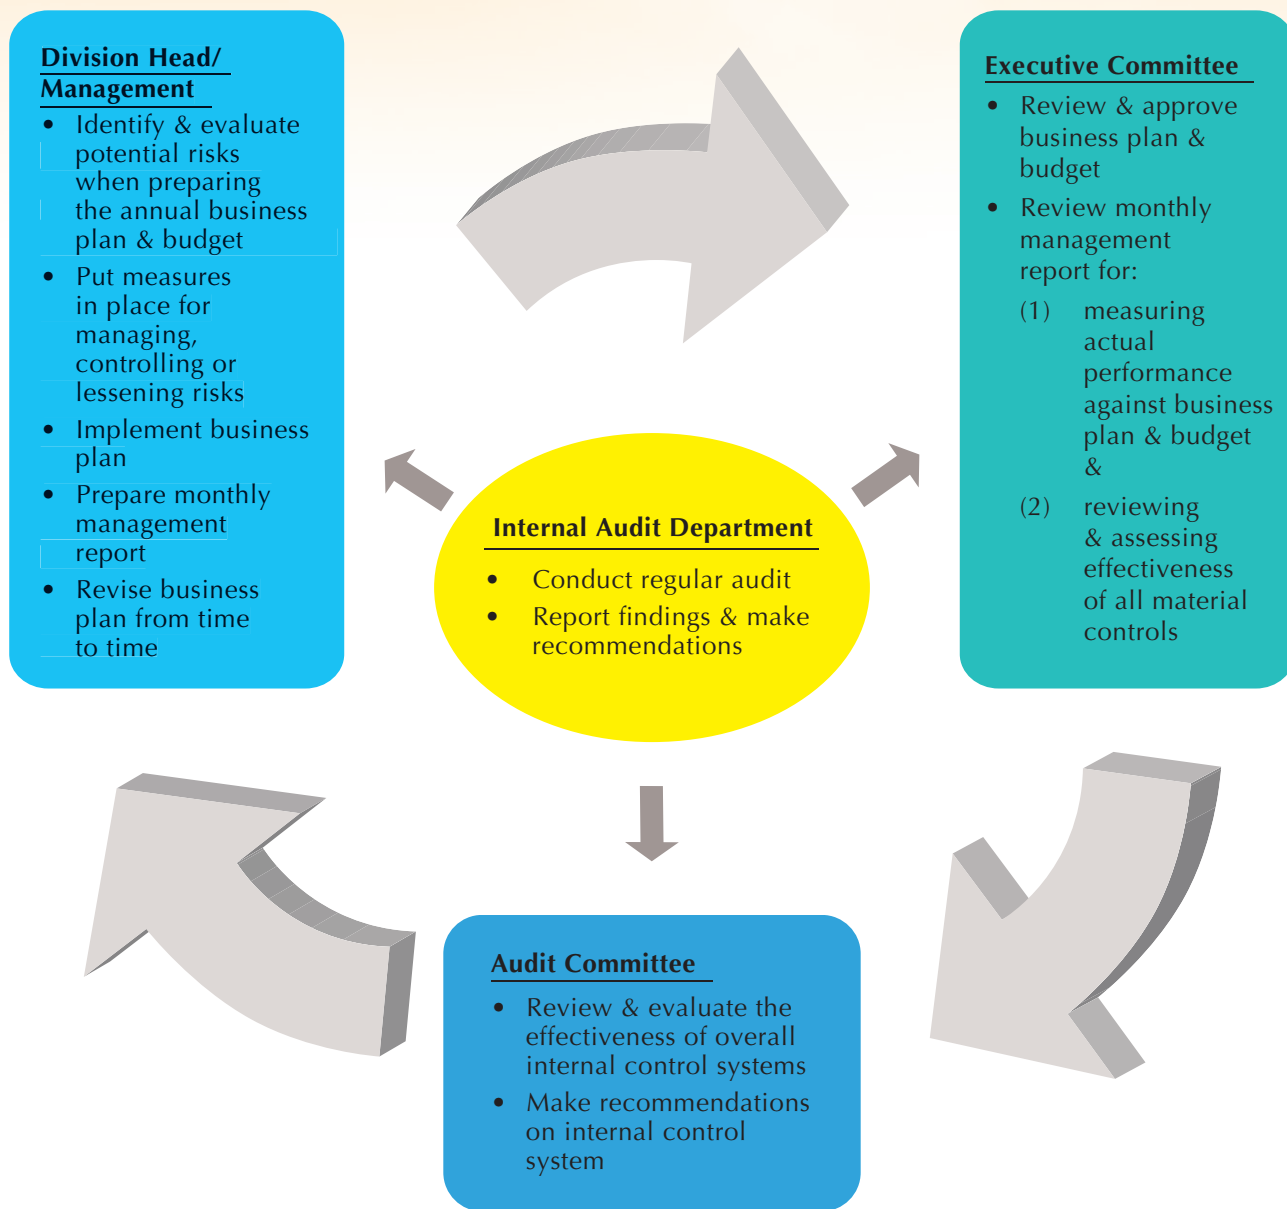 Division Head/
Management
• Identify & evaluate
potential risks
when preparing
the annual business
plan & budget
• Put measures
in place for
managing,
controlling or
lessening risks
• Implement business
plan
• Prepare monthly
management
report
• Revise business
plan from time
to time
Executive Committee
• Review & approve
business plan &
budget
• Review monthly
management
report for:
(1) measuring
actual
performance
against business
plan & budget
&
(2) reviewing
& assessing
effectiveness
of all material
controls
Internal Audit Department
• Conduct regular audit
• Report findings & make
recommendations
Audit Committee
• Review & evaluate the
effectiveness of overall
internal control systems
• Make recommendations
on internal control
system